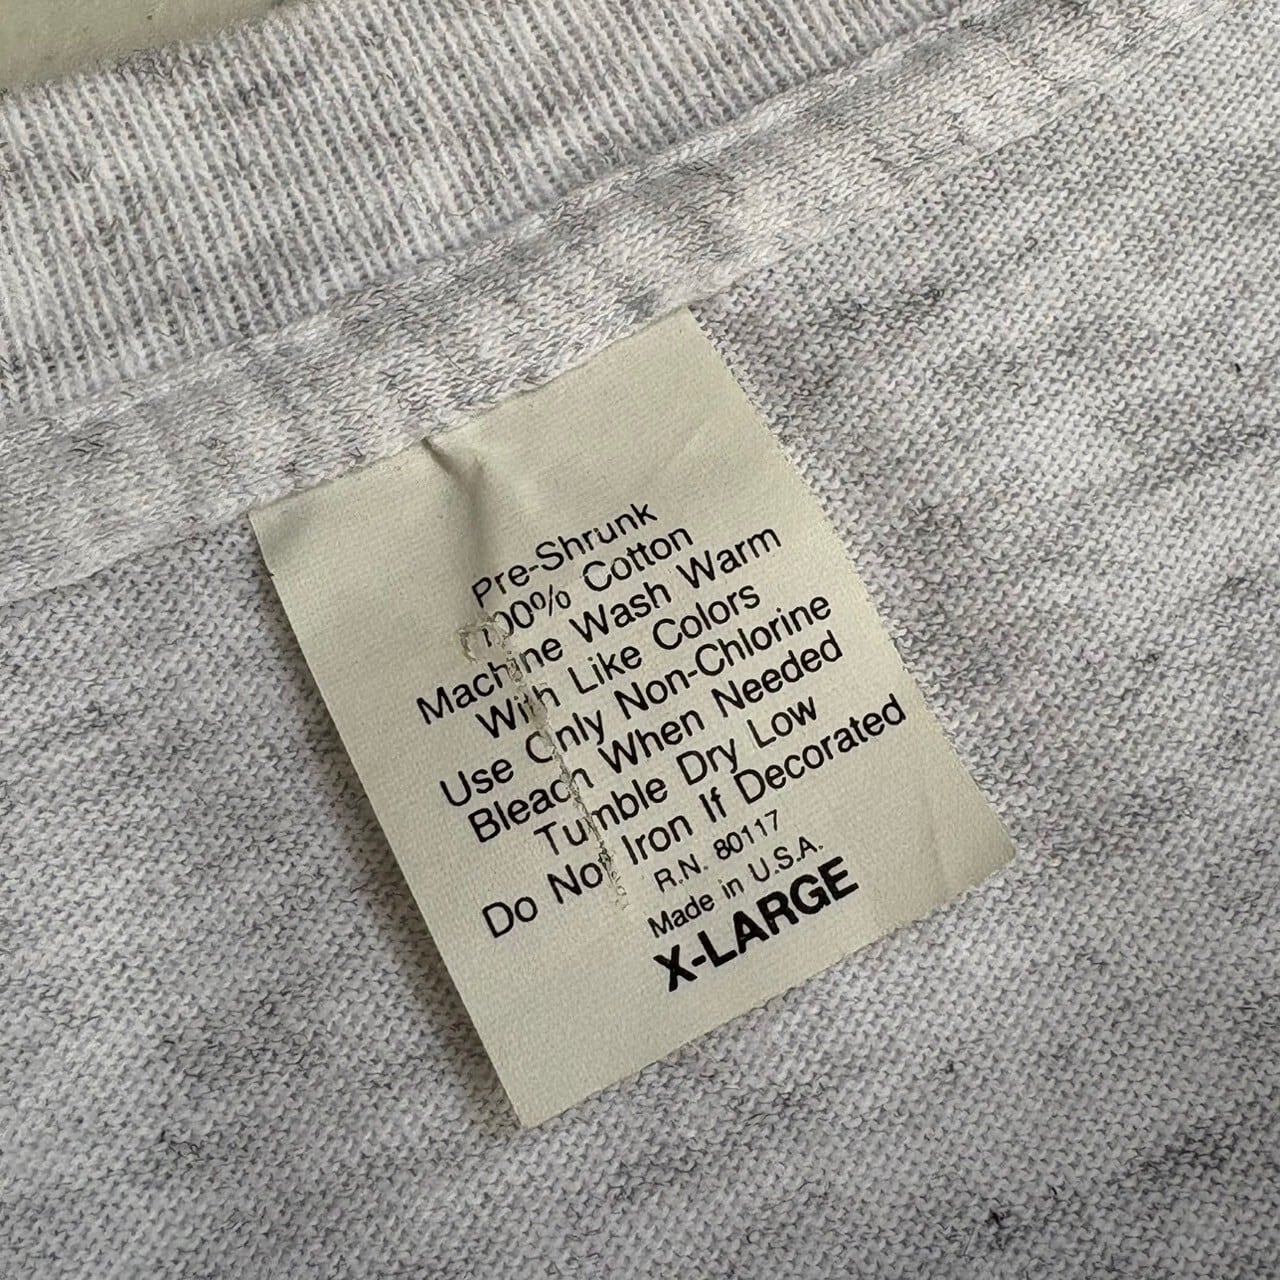 Pre-Shrunk
100% Cotton
Machine Wash Warm
With Like Colors
Use Only Non-Chlorine
Bleach When Needed
Tumble Dry Low
Do Not Iron If Decorated
R.N. 80117
Made in U.S.A.
X-LARGE